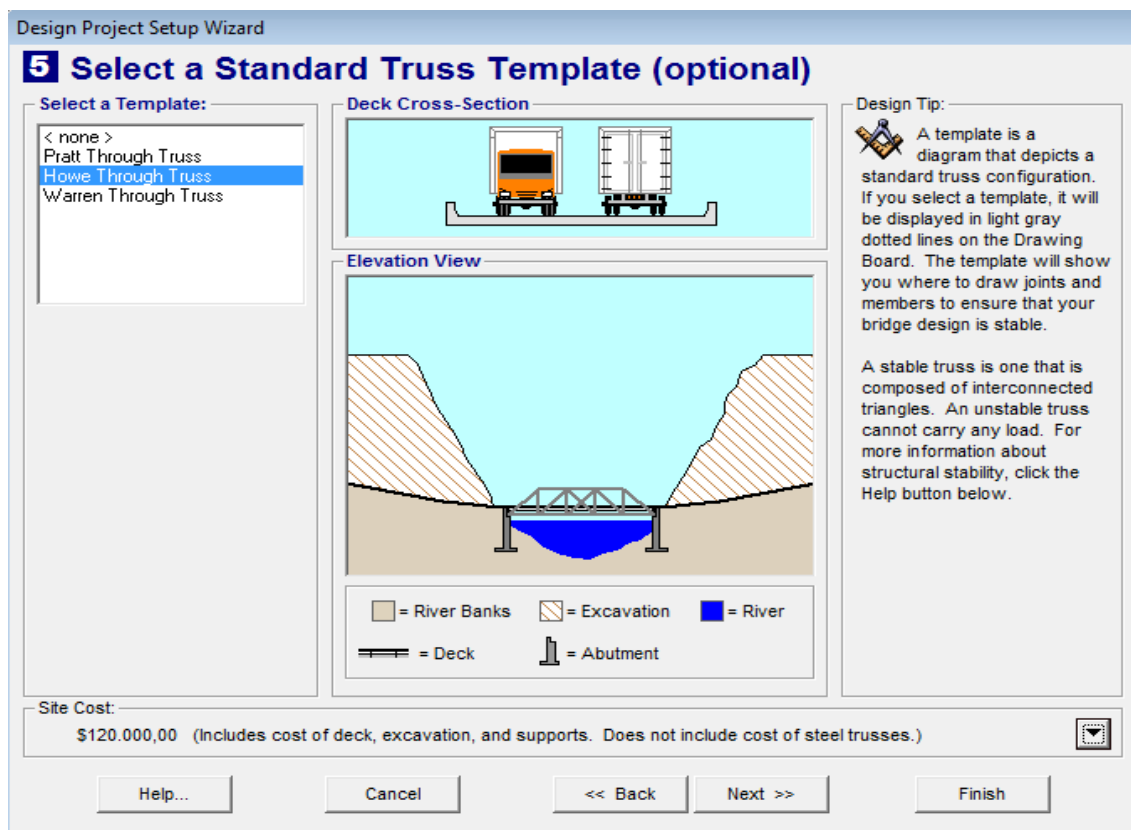 Design Project Setup Wizard
5 Select a Standard Truss Template (optional)
Select a Template:
< none >
Pratt Through Truss
Howe Through Truss
Warren Through Truss
Deck Cross-Section
Elevation View
= River Banks
= Excavation
= River
= Deck
= Abutment
Design Tip:
A template is a
diagram that depicts a
standard truss configuration.
If you select a template, it will
be displayed in light gray
dotted lines on the Drawing
Board. The template will show
you where to draw joints and
members to ensure that your
bridge design is stable.
A stable truss is one that is
composed of interconnected
triangles. An unstable truss
cannot carry any load. For
more information about
structural stability, click the
Help button below.
Site Cost:
$120.000,00 (Includes cost of deck, excavation, and supports. Does not include cost of steel trusses.)
Help...
Cancel
<< Back
Next >>
Finish